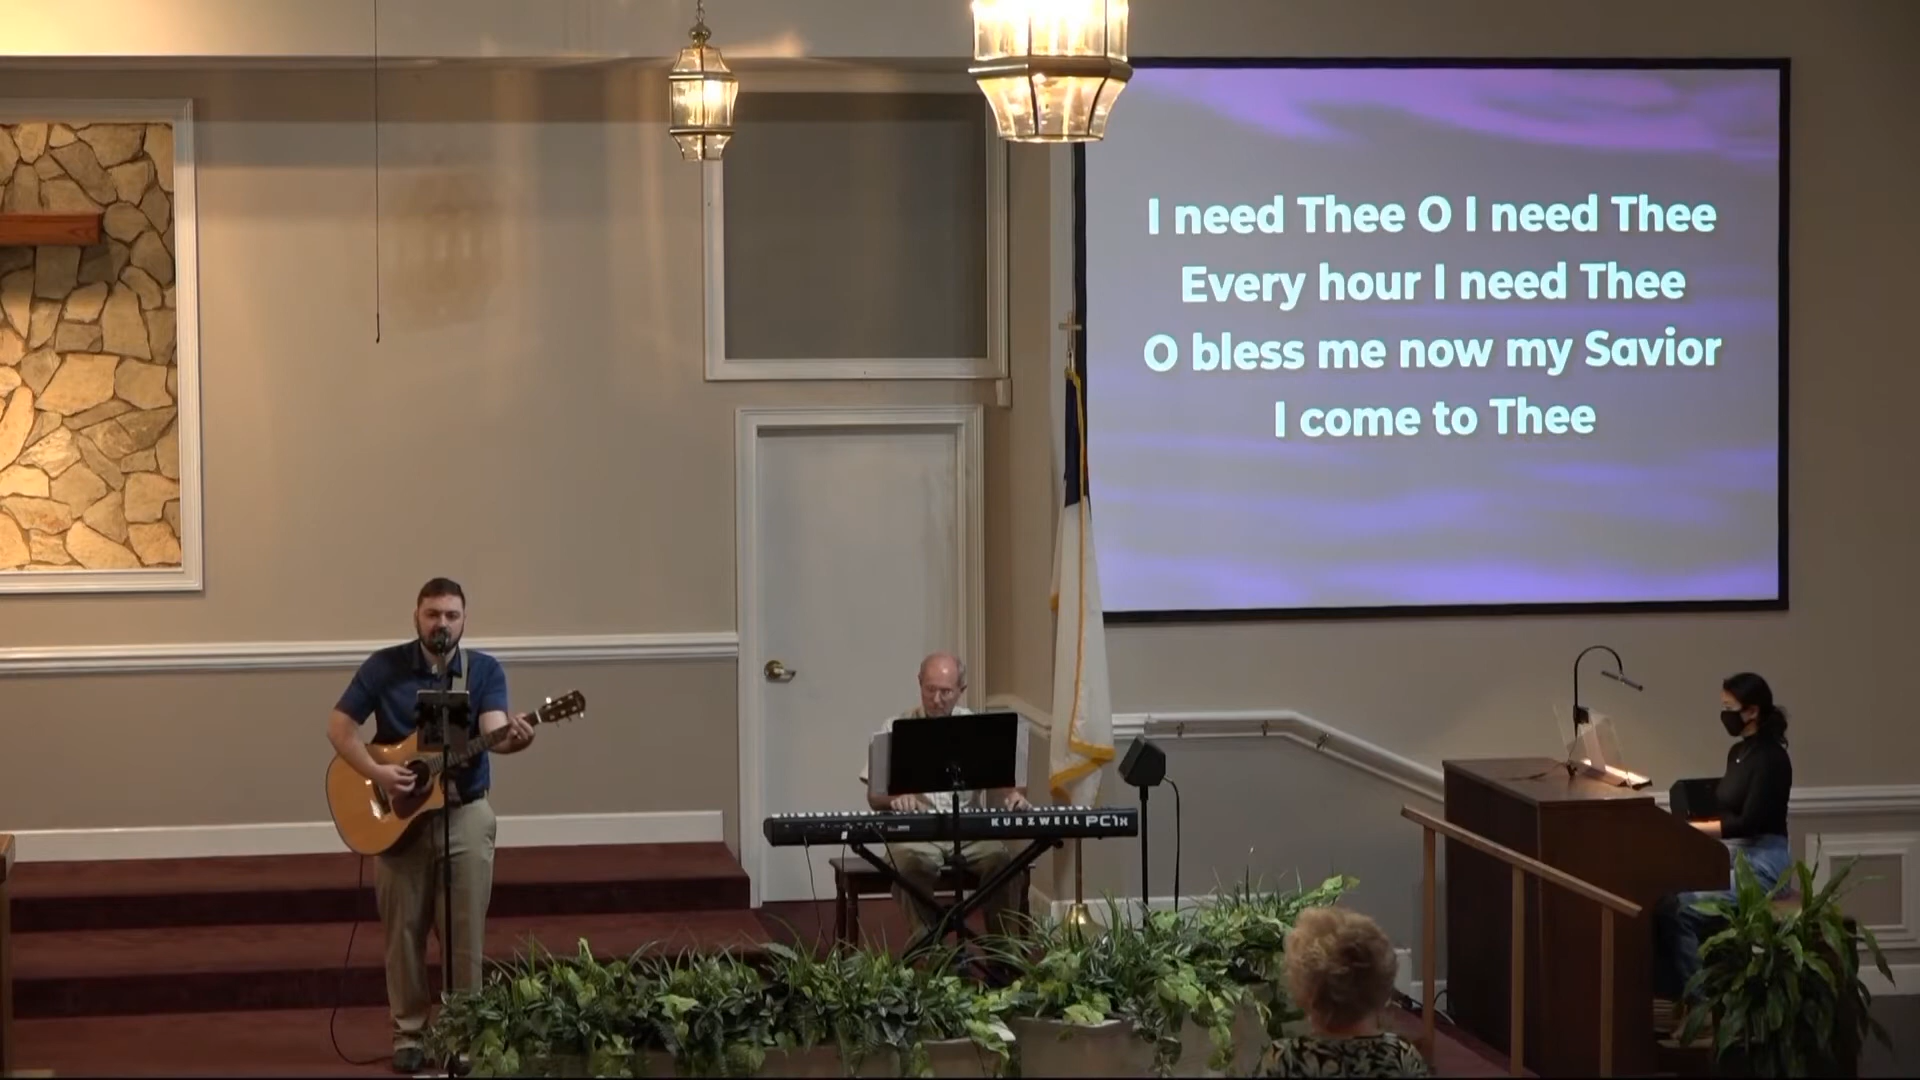 I need Thee O I need Thee
Every hour I need Thee
O bless me now my Savior
I come to Thee
KURZWEIL PC1x